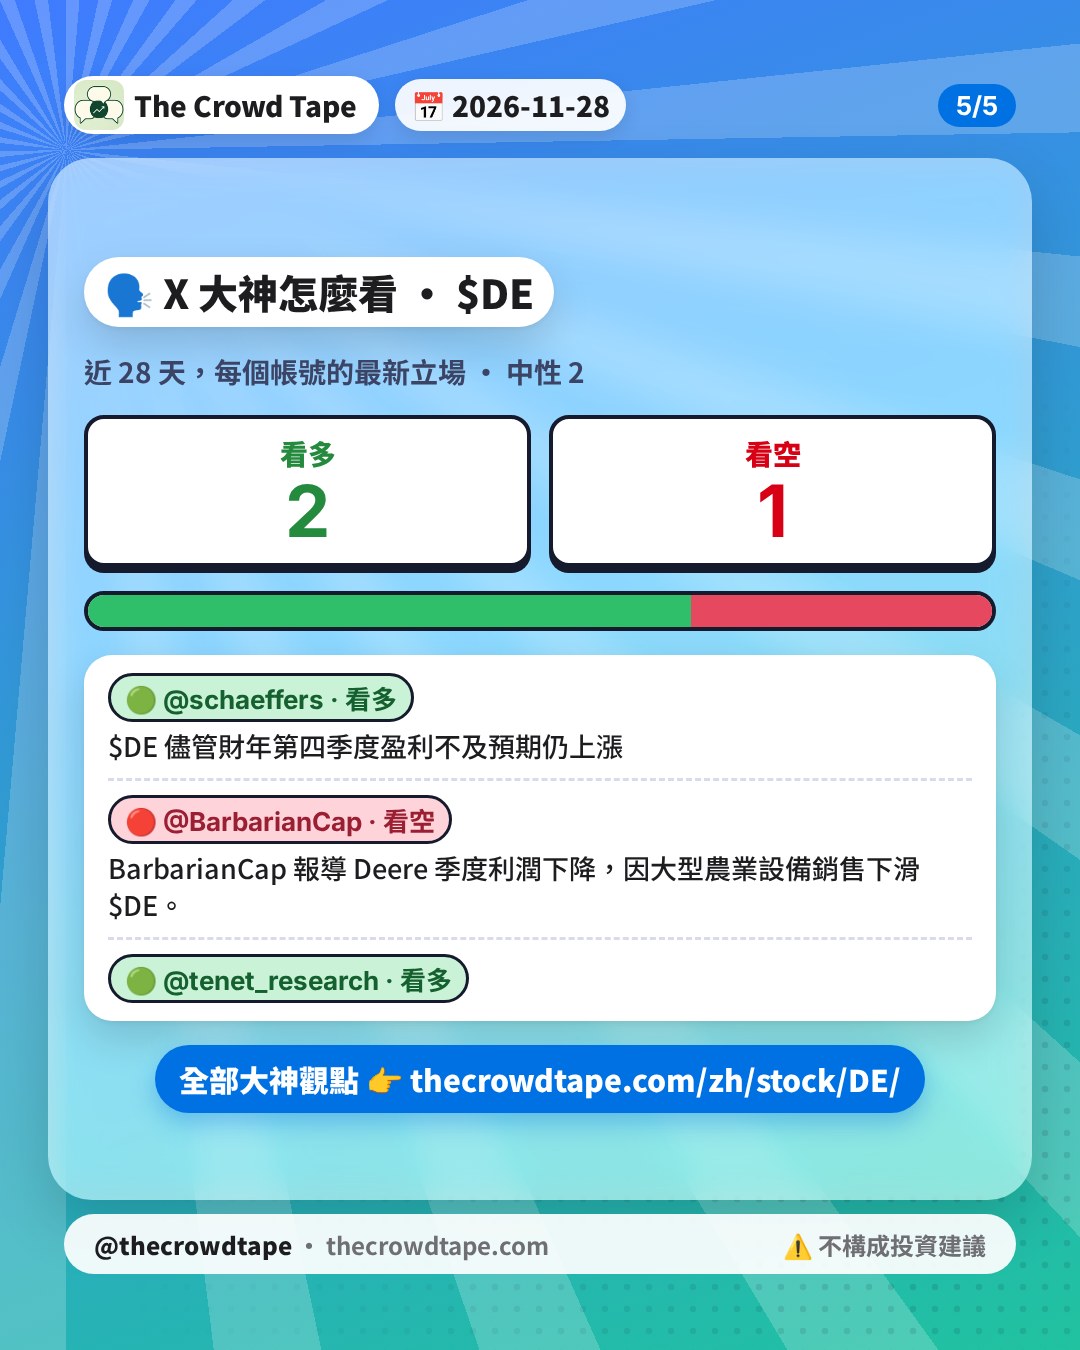 The Crowd Tape
📅 2026-11-28
5/5
🗣️ X 大神怎麼看 · $DE
近 28 天，每個帳號的最新立場 · 中性 2
看多
2
看空
1
🟢 @schaeffers · 看多
$DE 儘管財年第四季度盈利不及預期仍上漲
🔴 @BarbarianCap · 看空
BarbarianCap 報導 Deere 季度利潤下降，因大型農業設備銷售下滑
$DE。
🟢 @tenet_research · 看多
全部大神觀點 👉 thecrowdtape.com/zh/stock/DE/
@thecrowdtape · thecrowdtape.com
⚠️ 不構成投資建議